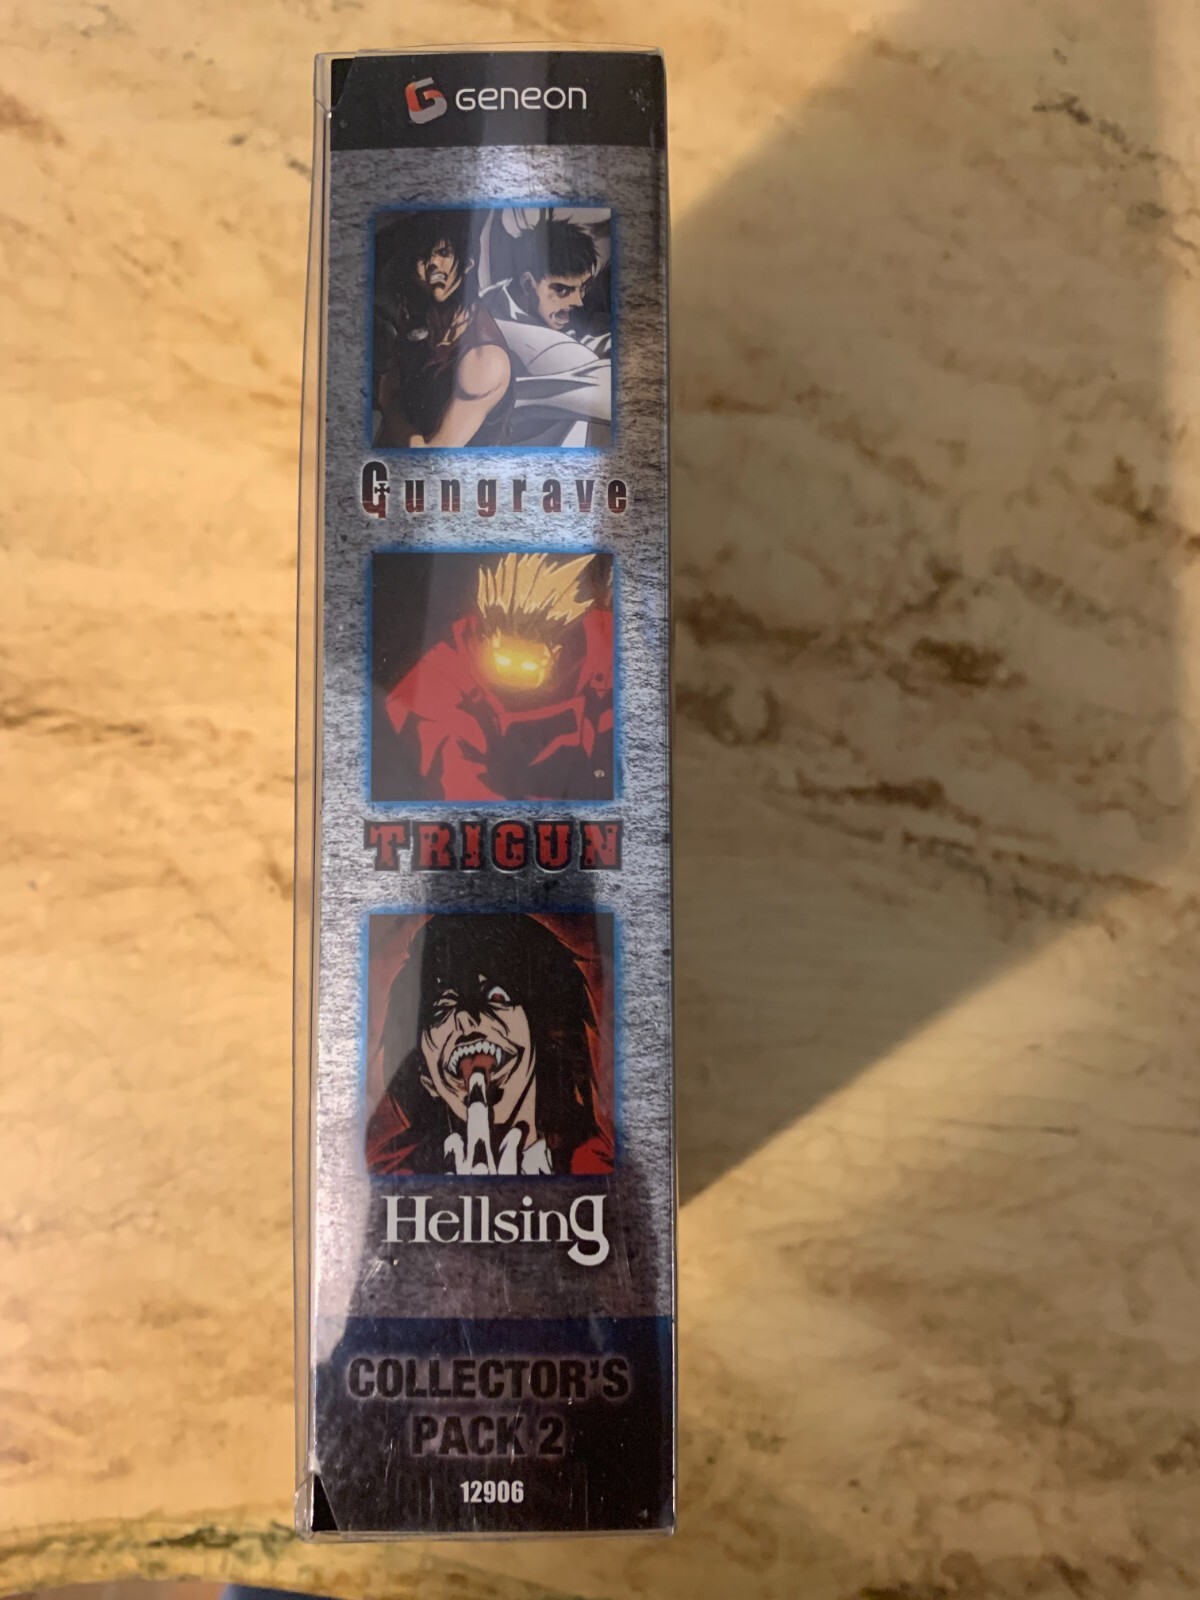 GENEON
Gungrave
TRIGUN
Hellsing
COLLECTOR'S
PACK 2
12906